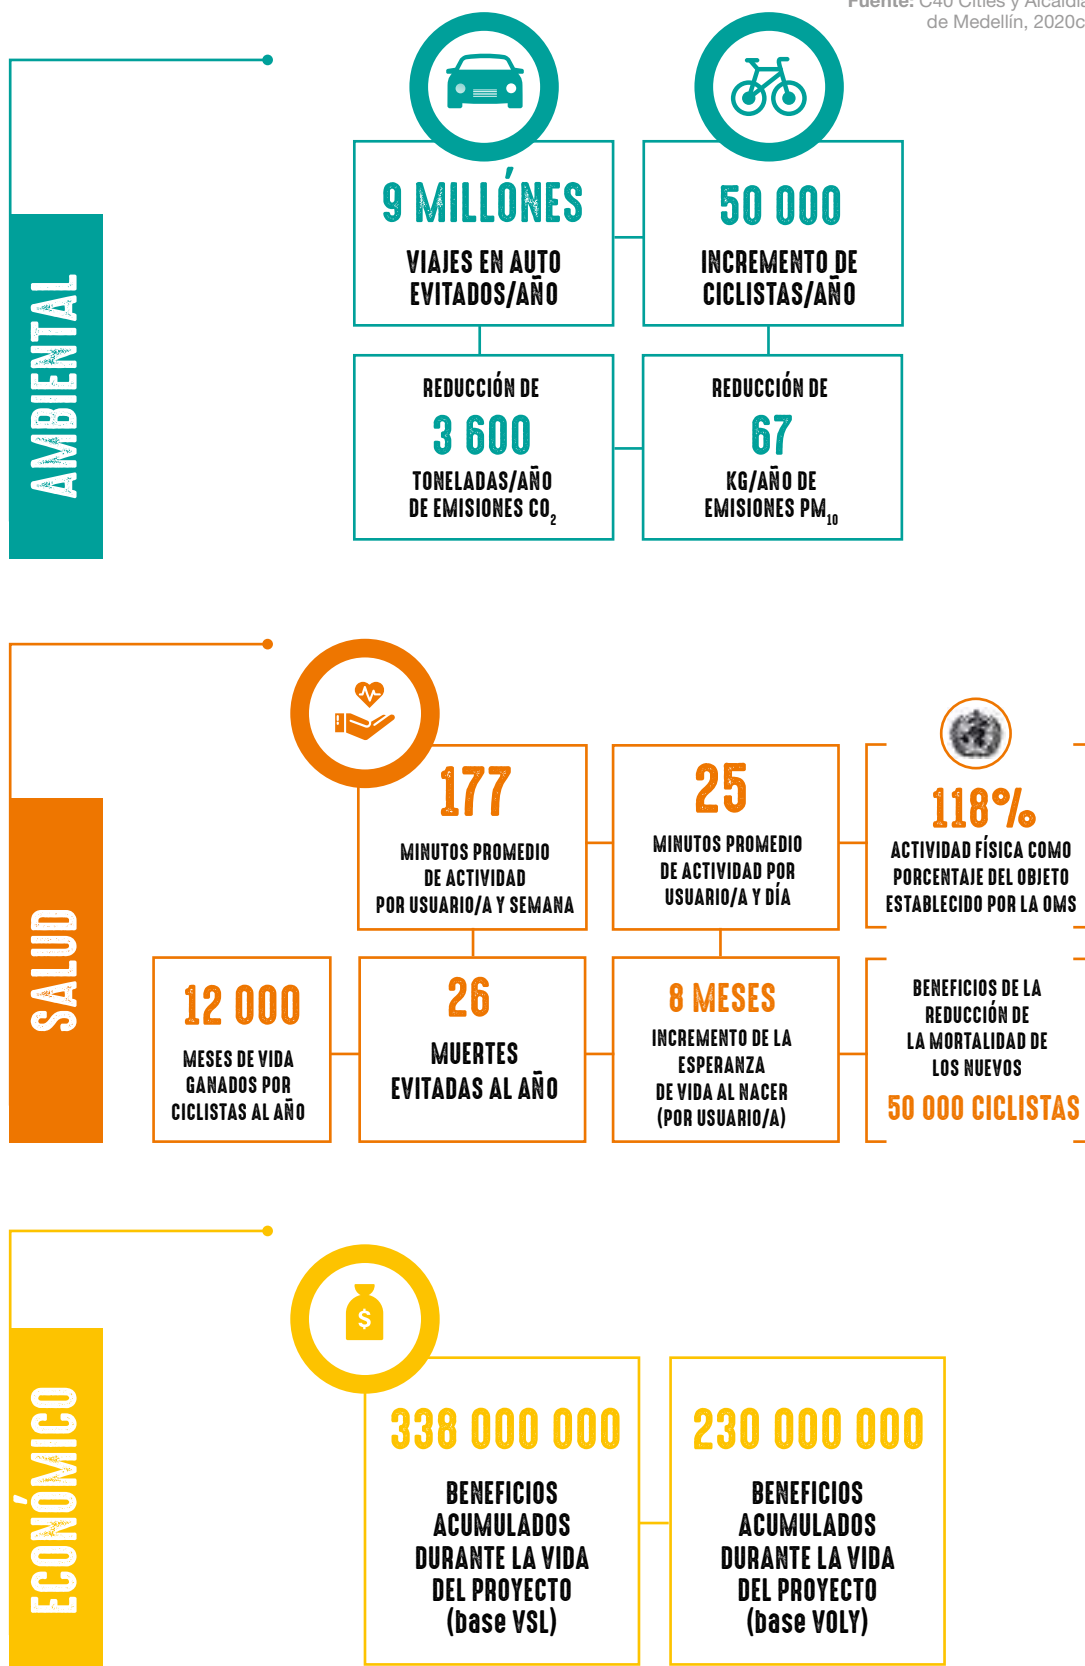 Fuente: C40 Cities y Alcaldía
de Medellín, 2020c
AMBIENTAL
9 MILLÓNES
VIAJES EN AUTO
EVITADOS/AÑO
50 000
INCREMENTO DE
CICLISTAS/AÑO
REDUCCIÓN DE
3 600
TONELADAS/AÑO
DE EMISIONES CO2
REDUCCIÓN DE
67
KG/AÑO DE
EMISIONES PM10
SALUD
177
MINUTOS PROMEDIO
DE ACTIVIDAD
POR USUARIO/A Y SEMANA
25
MINUTOS PROMEDIO
DE ACTIVIDAD POR
USUARIO/A Y DÍA
118%
ACTIVIDAD FÍSICA COMO
PORCENTAJE DEL OBJETO
ESTABLECIDO POR LA OMS
12 000
MESES DE VIDA
GANADOS POR
CICLISTAS AL AÑO
26
MUERTES
EVITADAS AL AÑO
8 MESES
INCREMENTO DE LA
ESPERANZA
DE VIDA AL NACER
(POR USUARIO/A)
BENEFICIOS DE LA
REDUCCIÓN DE
LA MORTALIDAD DE
LOS NUEVOS
50 000 CICLISTAS
ECONÓMICO
$
338 000 000
BENEFICIOS
ACUMULADOS
DURANTE LA VIDA
DEL PROYECTO
(base VSL)
230 000 000
BENEFICIOS
ACUMULADOS
DURANTE LA VIDA
DEL PROYECTO
(base VOLY)